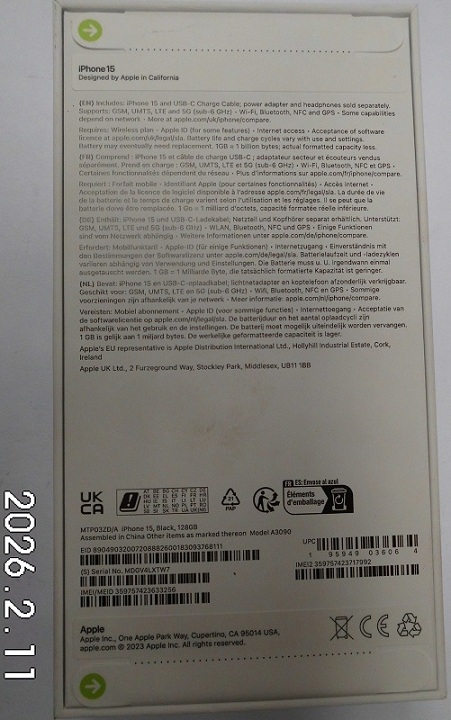 iPhone 15
Designed by Apple in California
(EN) Includes: iPhone 15 and USB-C Charge Cable; power adapter and headphones sold separately.
Supports: GSM, UMTS, LTE and 5G (sub-6 GHz) • Wi-Fi, Bluetooth, NFC and GPS • Some capabilities
depend on network • More at apple.com/uk/iphone/compare.
Requires: Wireless plan • Apple ID (for some features) • Internet access • Acceptance of software
licence at apple.com/uk/legal/sla. Battery life and charge cycles vary with use and settings.
Battery may eventually need replacement. 1GB = 1 billion bytes; actual formatted capacity less.
(FR) Comprend : iPhone 15 et câble de charge USB-C ; adaptateur secteur et écouteurs vendus
séparément. Prend en charge : GSM, UMTS, LTE et 5G (sub-6 GHz) • Wi-Fi, Bluetooth, NFC et GPS •
Certaines fonctionnalités dépendent du réseau • Plus d'informations sur apple.com/fr/iphone/compare.
Requiert : Forfait mobile • Identifiant Apple (pour certaines fonctionnalités) • Accès Internet •
Acceptation de la licence de logiciel disponible à l'adresse apple.com/fr/legal/sla. La durée de vie
de la batterie et le temps de charge varient selon l'utilisation et les réglages. Il se peut que la
batterie doive être remplacée. 1 Go = 1 milliard d'octets, capacité formatée réelle inférieure.
(DE) Enthält: iPhone 15 und USB-C-Ladekabel; Netzteil und Kopfhörer separat erhältlich. Unterstützt:
GSM, UMTS, LTE und 5G (sub-6 GHz) • WLAN, Bluetooth, NFC und GPS • Einige Funktionen
sind vom Netzwerk abhängig • Weitere Informationen unter apple.com/de/iphone/compare.
Erfordert: Mobilfunktarif • Apple-ID (für einige Funktionen) • Internetzugang • Einverständnis mit
den Bestimmungen der Softwarelizenz unter apple.com/de/legal/sla. Batterielaufzeit und -ladezyklen
variieren abhängig von Verwendung und Einstellungen. Die Batterie muss u. U. irgendwann einmal
ausgetauscht werden. 1 GB = 1 Milliarde Byte, die tatsächlich formatierte Kapazität ist geringer.
(NL) Bevat: iPhone 15 en USB-C-oplaadkabel; lichtnetadapter en koptelefoon afzonderlijk verkrijgbaar.
Geschikt voor: GSM, UMTS, LTE en 5G (sub-6 GHz) • Wifi, Bluetooth, NFC en GPS • Sommige
voorzieningen zijn afhankelijk van je netwerk • Meer informatie: apple.com/nl/iphone/compare.
Vereisten: Mobiel abonnement • Apple ID (voor sommige functies) • Internettoegang • Acceptatie van
de softwarelicentie op apple.com/nl/legal/sla. De batterijduur en het aantal oplaadcycli zijn
afhankelijk van het gebruik en de instellingen. De batterij moet mogelijk uiteindelijk worden vervangen.
1 GB is gelijk aan 1 miljard bytes. De werkelijke geformatteerde capaciteit is lager.
Apple's EU representative is Apple Distribution International Ltd., Hollyhill Industrial Estate, Cork,
Ireland
Apple UK Ltd., 2 Furzeground Way, Stockley Park, Middlesex, UB11 1BB
UK
CA
PAP
FR ES: Envase al azul
Éléments
d'emballage
MTP03ZD/A iPhone 15, Black, 128GB
Assembled in China Other items as marked thereon Model A3090
EID 89049032007208882600183093768111
UPC
1 95949 03606 4
(S) Serial No. MD0V4LXTW7
IMEI2 359757423717992
IMEI/MEID 359757423633256
Apple
Apple Inc., One Apple Park Way, Cupertino, CA 95014 USA.
apple.com © 2023 Apple Inc. All rights reserved.
CE
2026.2.11